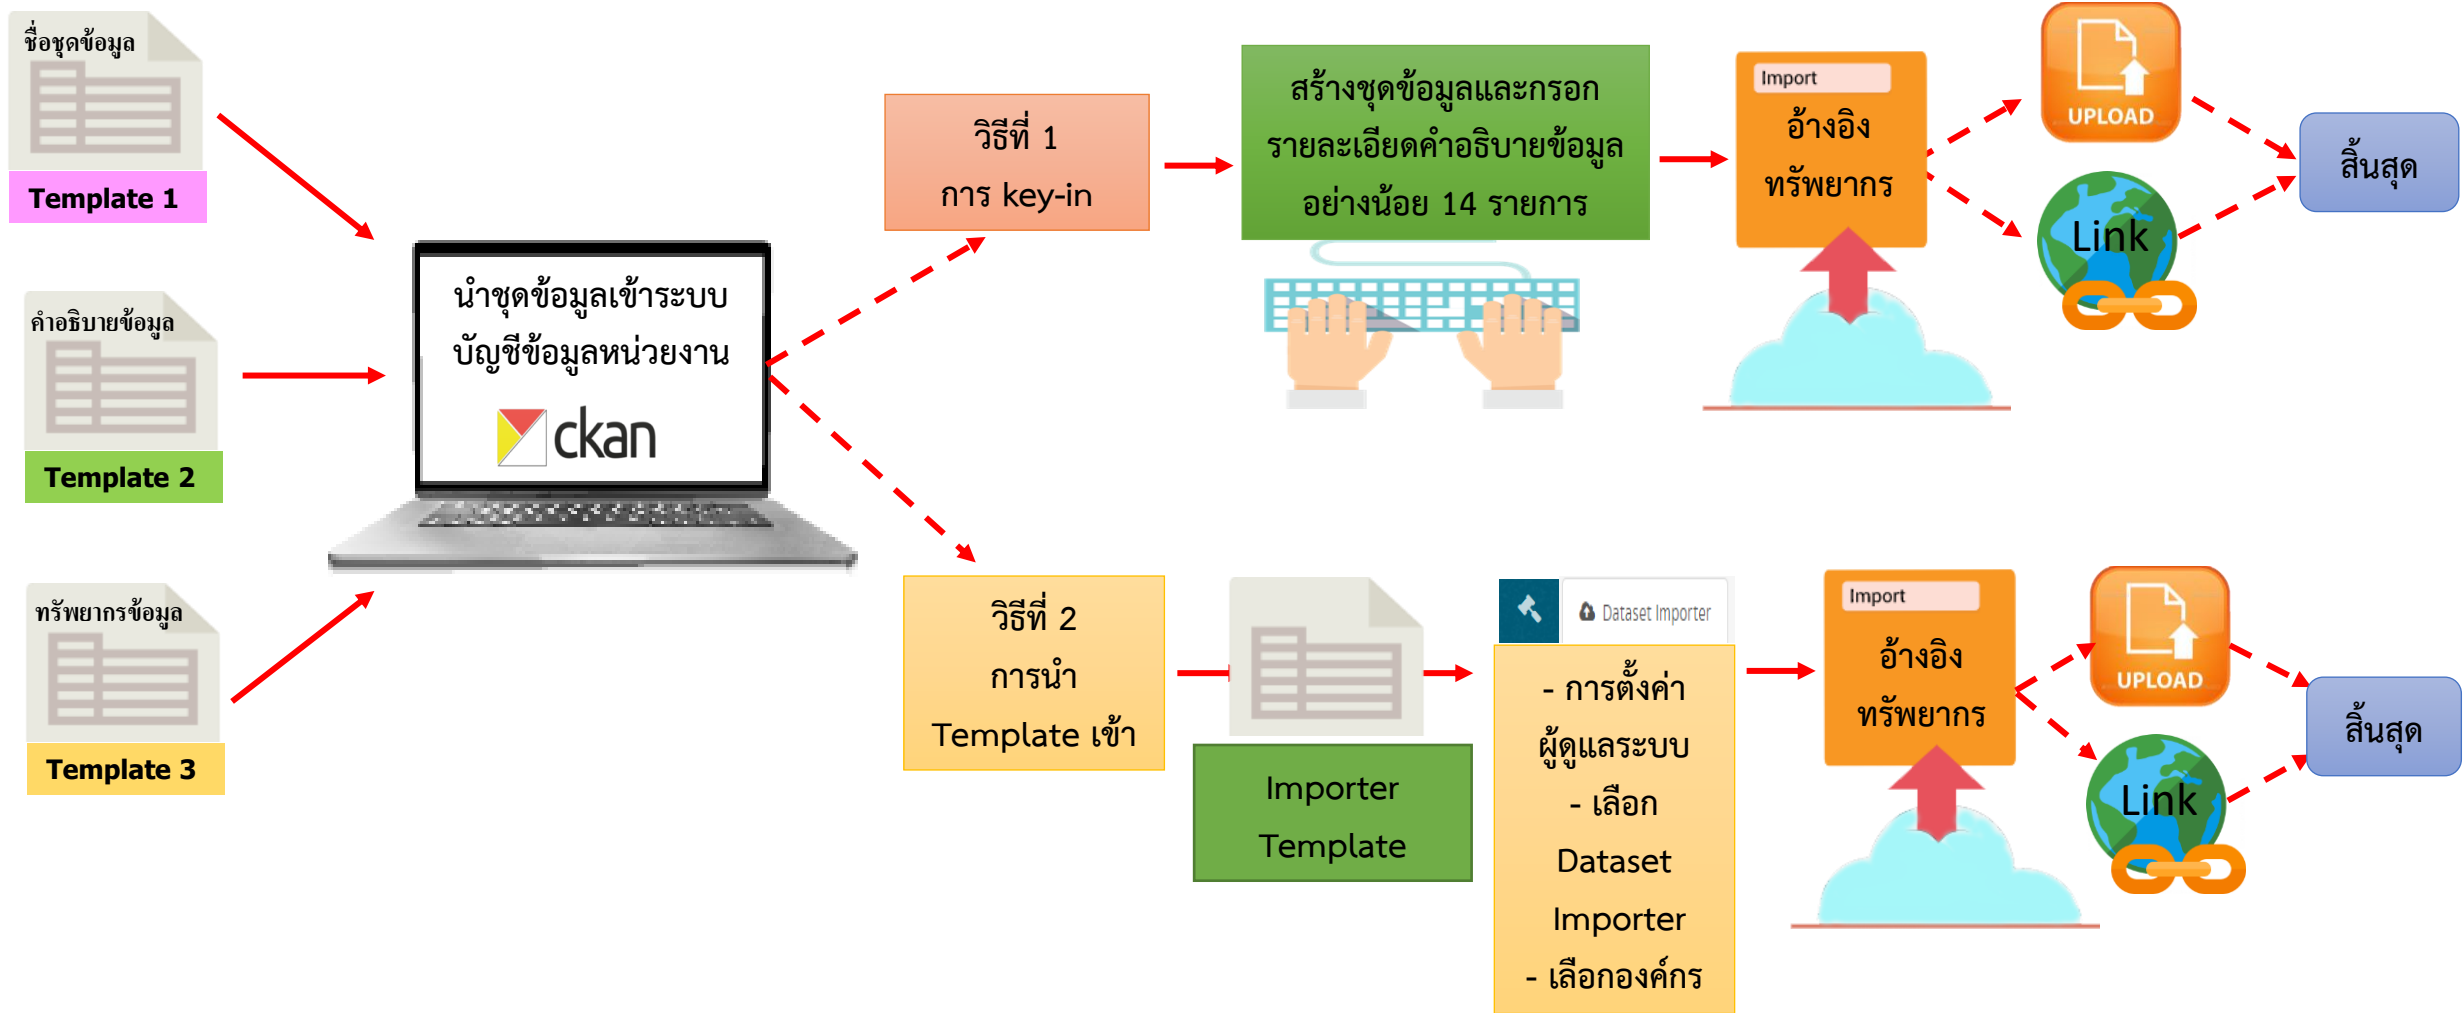 ชื่อชุดข้อมูล
Template 1
คำอธิบายข้อมูล
Template 2
ทรัพยากรข้อมูล
Template 3
นำชุดข้อมูลเข้าระบบ
บัญชีข้อมูลหน่วยงาน
ckan
วิธีที่ 1
การ key-in
สร้างชุดข้อมูลและกรอก
รายละเอียดคำอธิบายข้อมูล
อย่างน้อย 14 รายการ
Import
อ้างอิง
ทรัพยากร
UPLOAD
Link
สิ้นสุด
วิธีที่ 2
การนำ
Template เข้า
Importer
Template
Dataset Importer
- การตั้งค่า
ผู้ดูแลระบบ
- เลือก
Dataset
Importer
- เลือกองค์กร
Import
อ้างอิง
ทรัพยากร
UPLOAD
Link
สิ้นสุด